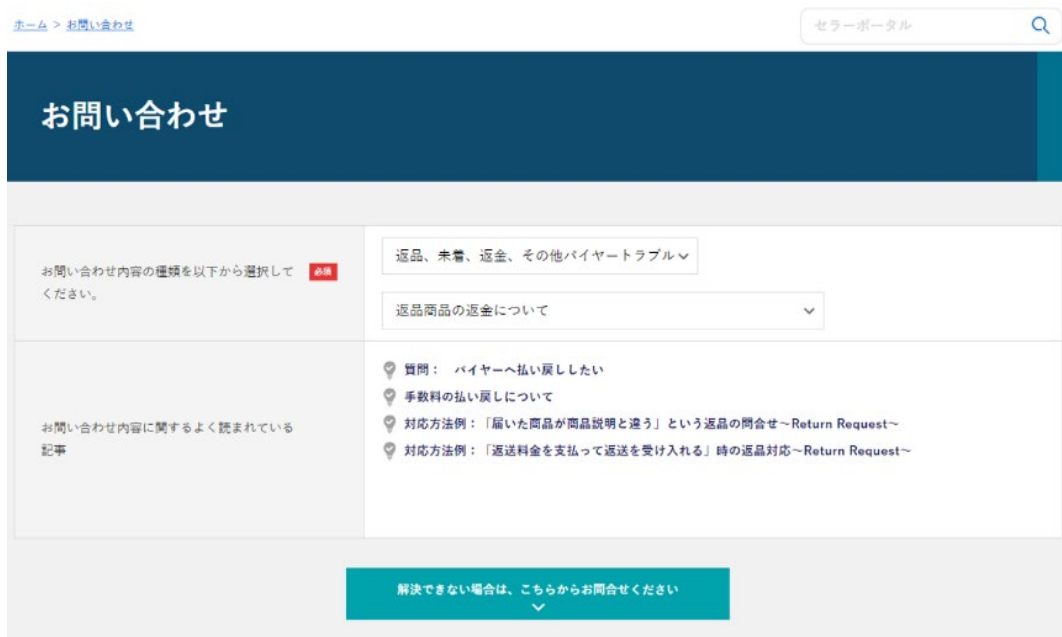 ホーム > お問い合わせ
セラーポータル
お問い合わせ
お問い合わせ内容の種類を以下から選択して
ください。
必須
返品、未着、返金、その他バイヤートラブル
返品商品の返金について
お問い合わせ内容に関するよく読まれている
記事
質問： バイヤーへ払い戻ししたい
手数料の払い戻しについて
対応方法例：「届いた商品が商品説明と違う」という返品の問合せ～Return Request～
対応方法例：「返送料金を支払って返送を受け入れる」時の返品対応～Return Request～
解決できない場合は、こちらからお問合せください